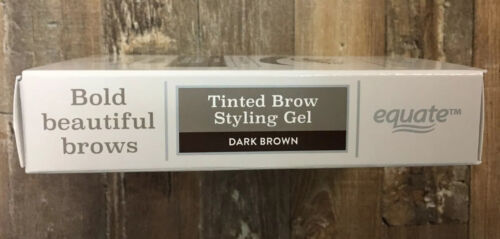 Bold
beautiful
brows
Tinted Brow
Styling Gel
DARK BROWN
equate™